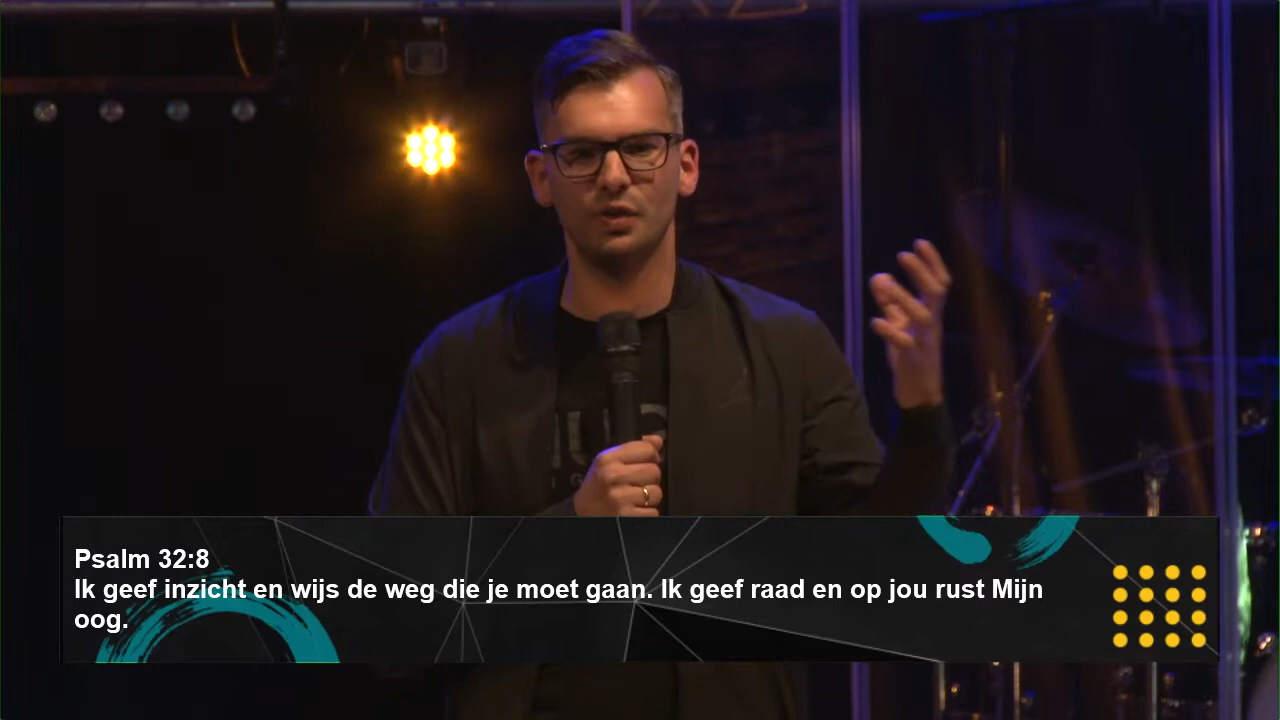 Psalm 32:8
Ik geef inzicht en wijs de weg die je moet gaan. Ik geef raad en op jou rust Mijn
oog.